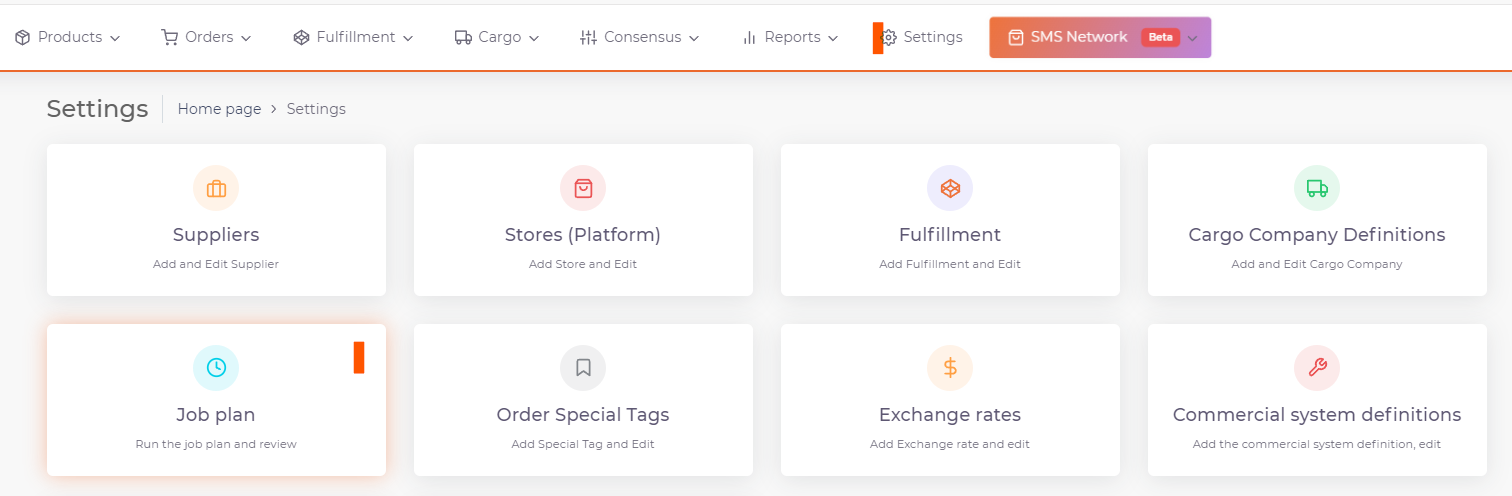 Products Orders Fulfillment Cargo Consensus Reports Settings SMS Network Beta
Settings Home page > Settings
Suppliers Stores (Platform) Fulfillment Cargo Company Definitions
Add and Edit Supplier Add Store and Edit Add Fulfillment and Edit Add and Edit Cargo Company
Job plan Order Special Tags Exchange rates Commercial system definitions
Run the job plan and review Add Special Tag and Edit Add Exchange rate and edit Add the commercial system definition, edit